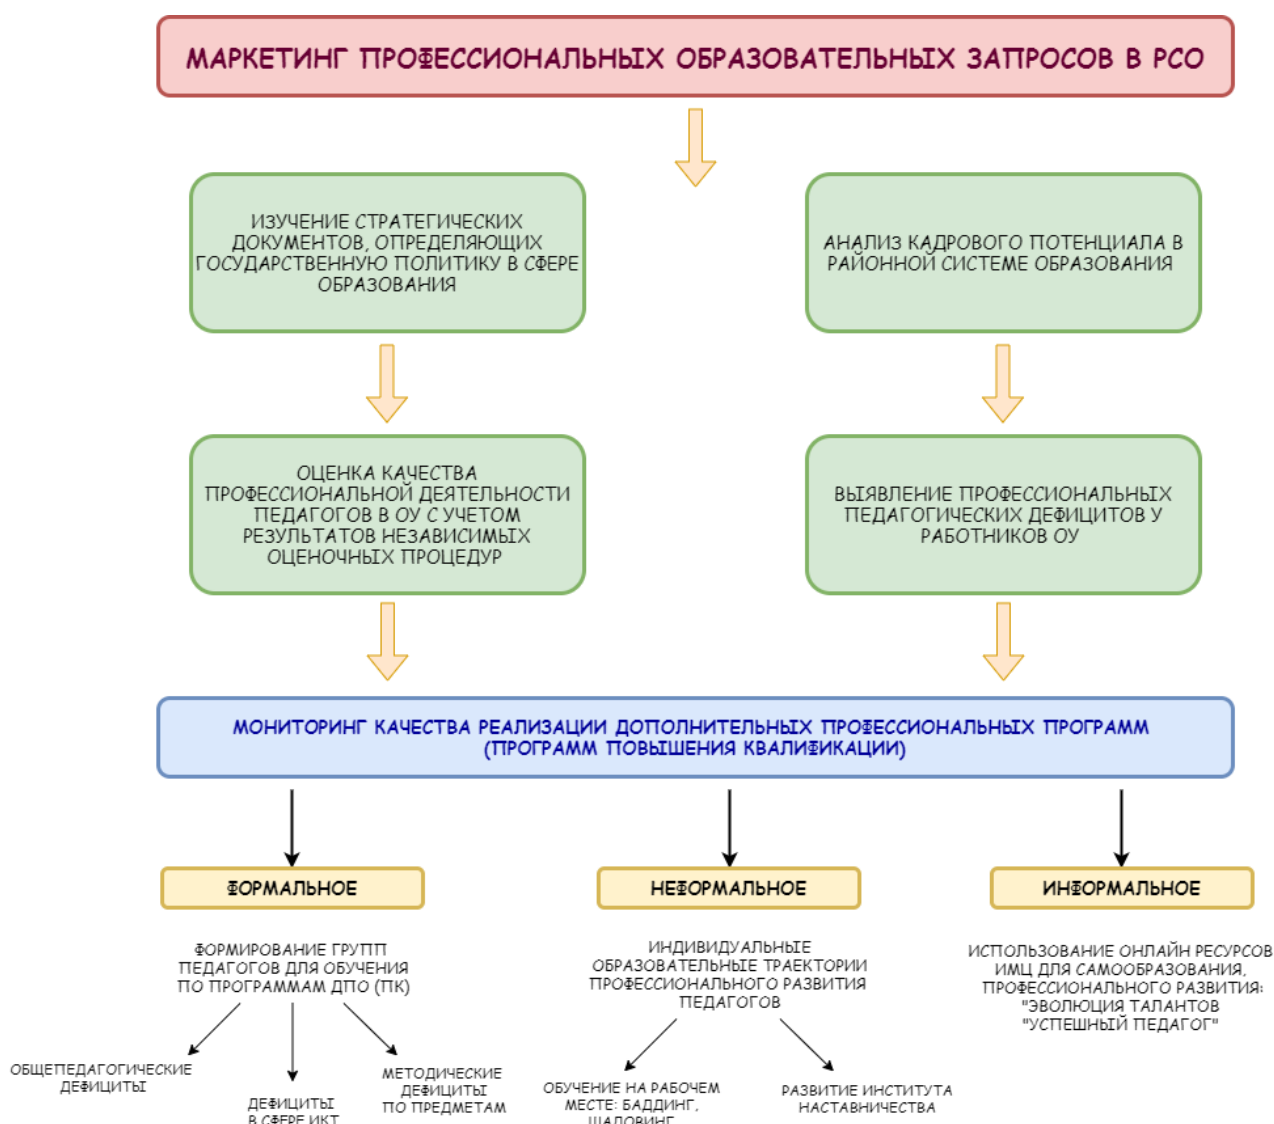 МАРКЕТИНГ ПРОФЕССИОНАЛЬНЫХ ОБРАЗОВАТЕЛЬНЫХ ЗАПРОСОВ В РСО
ИЗУЧЕНИЕ СТРАТЕГИЧЕСКИХ
ДОКУМЕНТОВ, ОПРЕДЕЛЯЮЩИХ
ГОСУДАРСТВЕННУЮ ПОЛИТИКУ В СФЕРЕ
ОБРАЗОВАНИЯ
АНАЛИЗ КАДРОВОГО ПОТЕНЦИАЛА В
РАЙОННОЙ СИСТЕМЕ ОБРАЗОВАНИЯ
ОЦЕНКА КАЧЕСТВА
ПРОФЕССИОНАЛЬНОЙ ДЕЯТЕЛЬНОСТИ
ПЕДАГОГОВ В ОУ С УЧЕТОМ
РЕЗУЛЬТАТОВ НЕЗАВИСИМЫХ
ОЦЕНОЧНЫХ ПРОЦЕДУР
ВЫЯВЛЕНИЕ ПРОФЕССИОНАЛЬНЫХ
ПЕДАГОГИЧЕСКИХ ДЕФИЦИТОВ У
РАБОТНИКОВ ОУ
МОНИТОРИНГ КАЧЕСТВА РЕАЛИЗАЦИИ ДОПОЛНИТЕЛЬНЫХ ПРОФЕССИОНАЛЬНЫХ ПРОГРАММ
(ПРОГРАММ ПОВЫШЕНИЯ КВАЛИФИКАЦИИ)
ФОРМАЛЬНОЕ
НЕФОРМАЛЬНОЕ
ИНФОРМАЛЬНОЕ
ФОРМИРОВАНИЕ ГРУПП
ПЕДАГОГОВ ДЛЯ ОБУЧЕНИЯ
ПО ПРОГРАММАМ ДПО (ПК)
ИНДИВИДУАЛЬНЫЕ
ОБРАЗОВАТЕЛЬНЫЕ ТРАЕКТОРИИ
ПРОФЕССИОНАЛЬНОГО РАЗВИТИЯ
ПЕДАГОГОВ
ИСПОЛЬЗОВАНИЕ ОНЛАЙН РЕСУРСОВ
ИМЦ ДЛЯ САМООБРАЗОВАНИЯ,
ПРОФЕССИОНАЛЬНОГО РАЗВИТИЯ:
"ЭВОЛЮЦИЯ ТАЛАНТОВ
"УСПЕШНЫЙ ПЕДАГОГ"
ОБЩЕПЕДАГОГИЧЕСКИЕ
ДЕФИЦИТЫ
ДЕФИЦИТЫ
В СФЕРЕ ИКТ
МЕТОДИЧЕСКИЕ
ДЕФИЦИТЫ
ПО ПРЕДМЕТАМ
ОБУЧЕНИЕ НА РАБОЧЕМ
МЕСТЕ: БАДДИНГ,
ШАДОВИНГ
РАЗВИТИЕ ИНСТИТУТА
НАСТАВНИЧЕСТВА